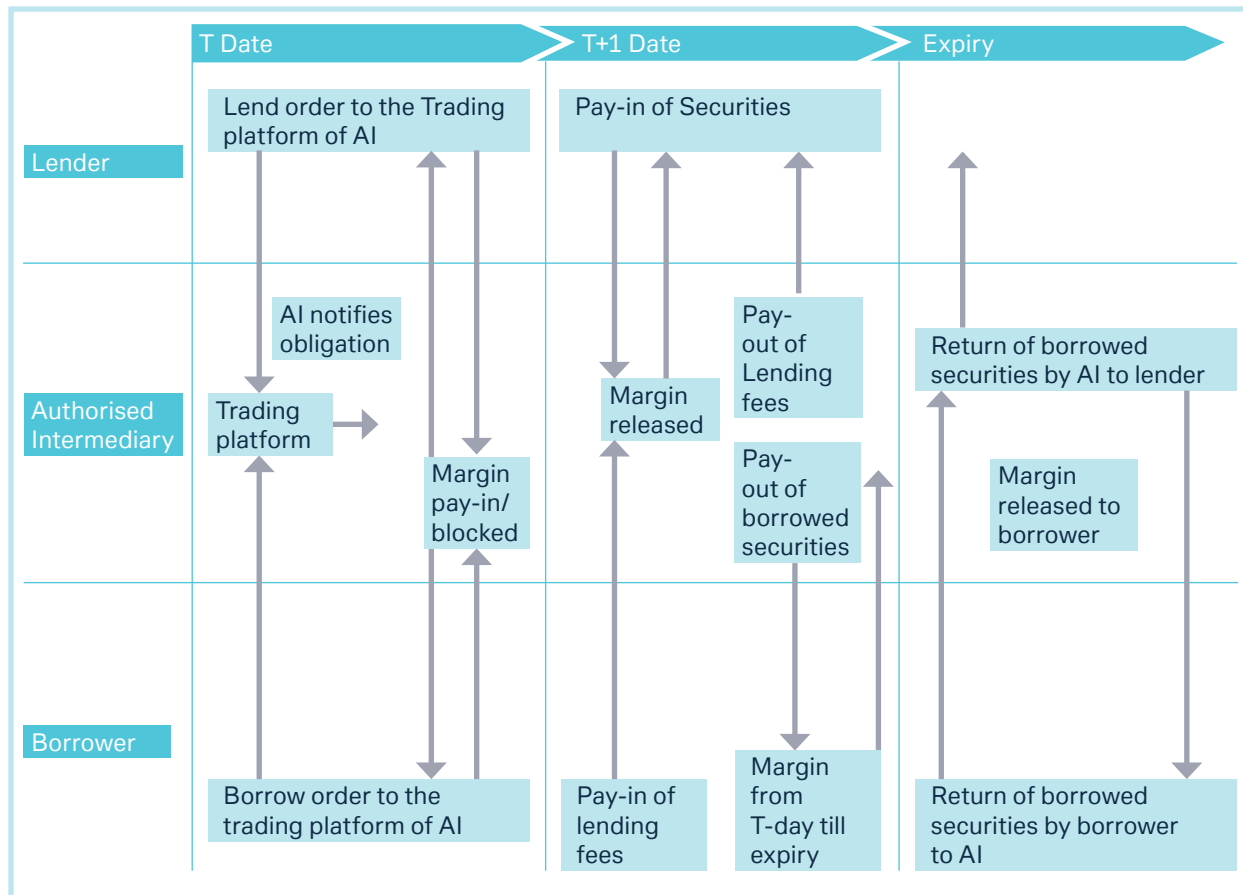 T Date
T+1 Date
Expiry
Lender
Lend order to the Trading
platform of AI
Pay-in of Securities
Authorised
Intermediary
AI notifies
obligation
Trading
platform
Margin
pay-in/
blocked
Margin
released
Pay-
out of
Lending
fees
Pay-
out of
borrowed
securities
Return of borrowed
securities by AI to lender
Margin
released to
borrower
Borrower
Borrow order to the
trading platform of AI
Pay-in of
lending
fees
Margin
from
T-day till
expiry
Return of borrowed
securities by borrower
to AI